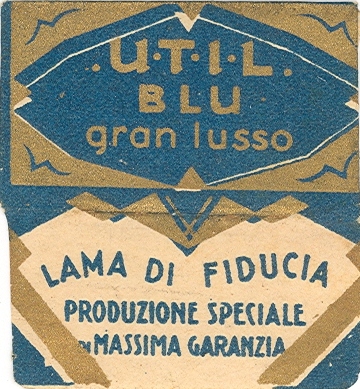 .U.T.I.L.
BLU
gran lusso
LAMA DI FIDUCIA
PRODUZIONE SPECIALE
DI MASSIMA GARANZIA